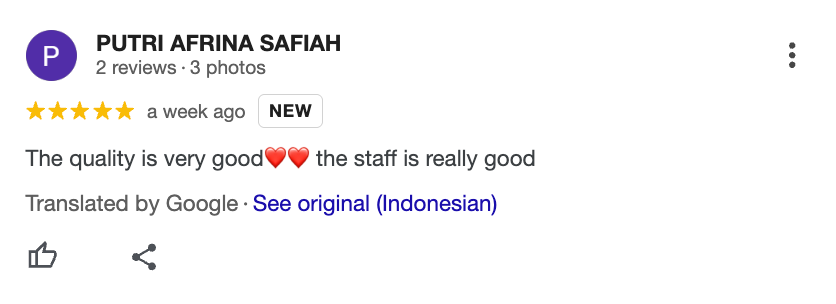 P
PUTRI AFRINA SAFIAH
2 reviews · 3 photos
★★★★★ a week ago NEW
The quality is very good❤️❤️ the staff is really good
Translated by Google · See original (Indonesian)